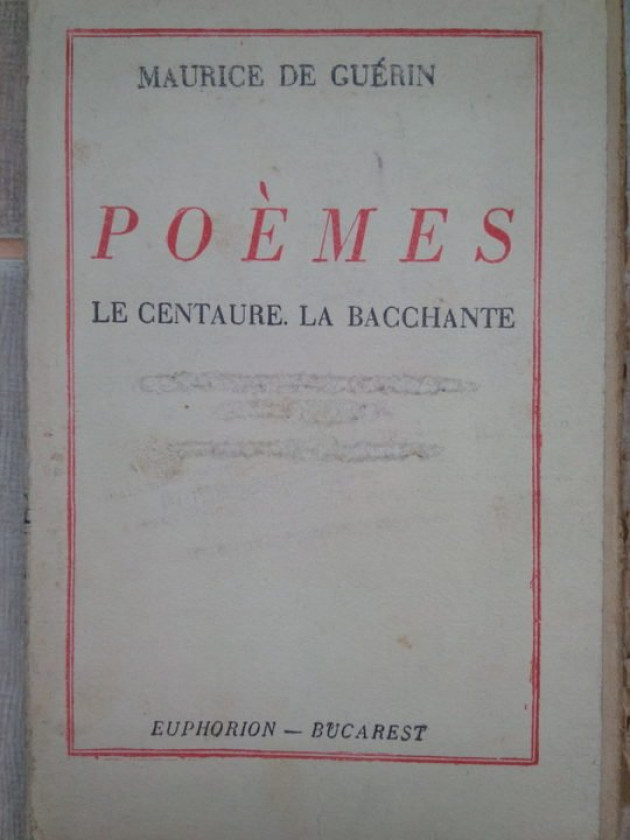 MAURICE DE GUÉRIN
POÈMES
LE CENTAURE. LA BACCHANTE
EUPHORION — BUCAREST